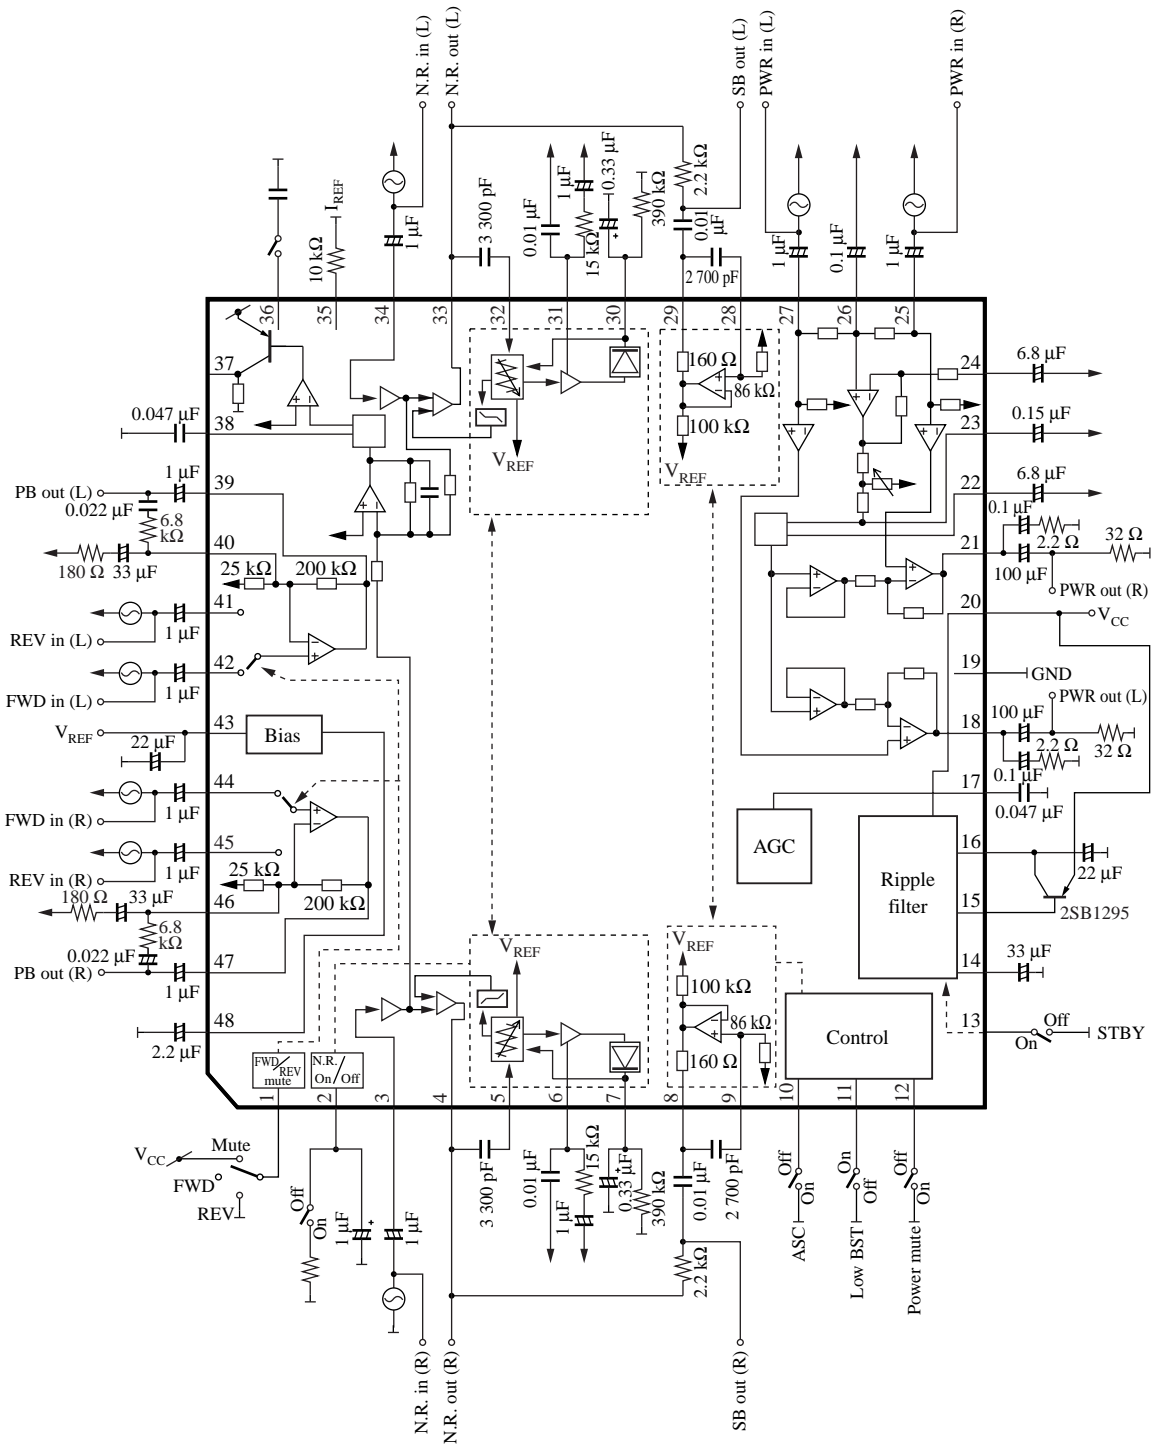 N.R. in (L)
N.R. out (L)
SB out (L)
PWR in (L)
PWR in (R)
I_REF
10 kΩ
1 μF
3 300 pF
0.01 μF
1 μF
15 kΩ
0.33 μF
+
390 kΩ
2.2 kΩ
0.01
μF
2 700 pF
1 μF
0.1 μF
1 μF
36
35
34
33
32
31
30
29
28
27
26
25
37
0.047 μF
38
1 μF
PB out (L)
39
0.022 μF
6.8
kΩ
40
180 Ω
33 μF
25 kΩ
200 kΩ
41
REV in (L)
1 μF
42
FWD in (L)
1 μF
V_REF
43
22 μF
Bias
44
FWD in (R)
1 μF
45
REV in (R)
1 μF
25 kΩ
200 kΩ
180 Ω
33 μF
46
6.8
kΩ
0.022 μF
PB out (R)
47
1 μF
48
2.2 μF
V_REF
160 Ω
86 kΩ
100 kΩ
V_REF
24
6.8 μF
23
0.15 μF
22
6.8 μF
0.1 μF
2.2 Ω
32 Ω
21
100 μF
PWR out (R)
20
V_CC
19
GND
PWR out (L)
18
100 μF
2.2 Ω
32 Ω
0.1 μF
17
0.047 μF
AGC
Ripple
filter
16
22 μF
15
2SB1295
14
33 μF
13
Off
On
STBY
Control
V_REF
V_REF
100 kΩ
86 kΩ
160 Ω
FWD
REV
mute
N.R.
On
Off
1
2
3
4
5
6
7
8
9
10
11
12
V_CC
Mute
FWD
REV
Off
On
1 μF
+
1 μF
3 300 pF
0.01 μF
15 kΩ
1 μF
+
0.33 μF
390 kΩ
0.01 μF
2 700 pF
2.2 kΩ
Off
On
ASC
On
Off
Low BST
Off
On
Power mute
N.R. in (R)
N.R. out (R)
SB out (R)